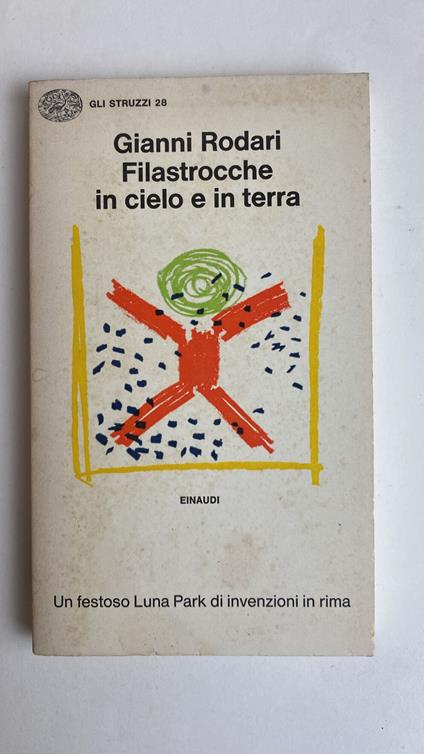 GLI STRUZZI 28
Gianni Rodari
Filastrocche
in cielo e in terra
EINAUDI
Un festoso Luna Park di invenzioni in rima